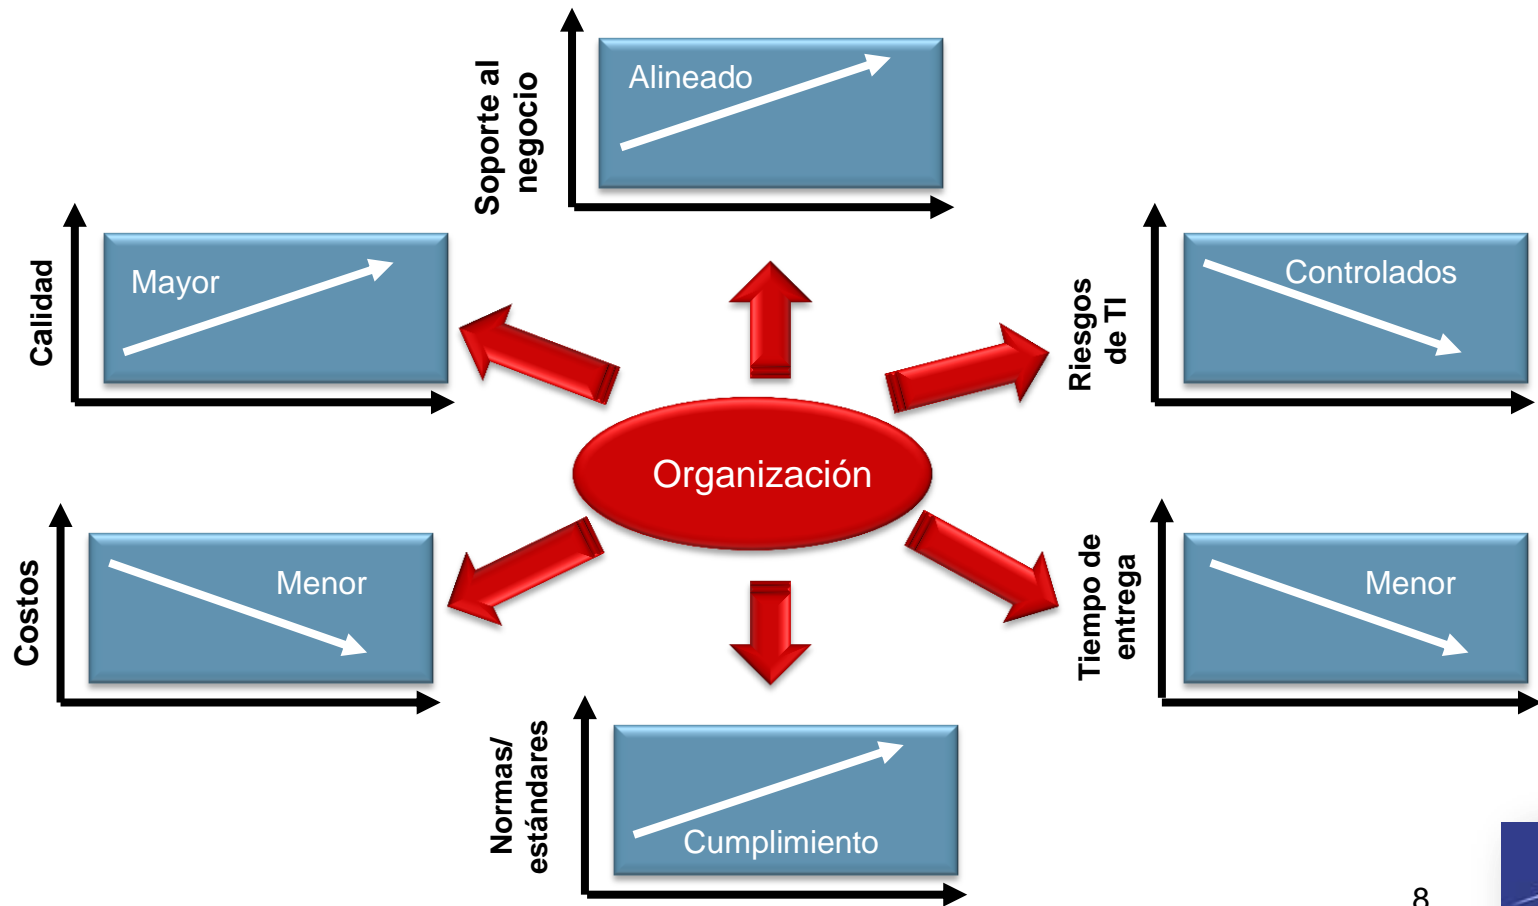 Soporte al
negocio
Alineado
Calidad
Mayor
Riesgos
de TI
Controlados
Organización
Costos
Menor
Tiempo de
entrega
Menor
Normas/
estándares
Cumplimiento
8